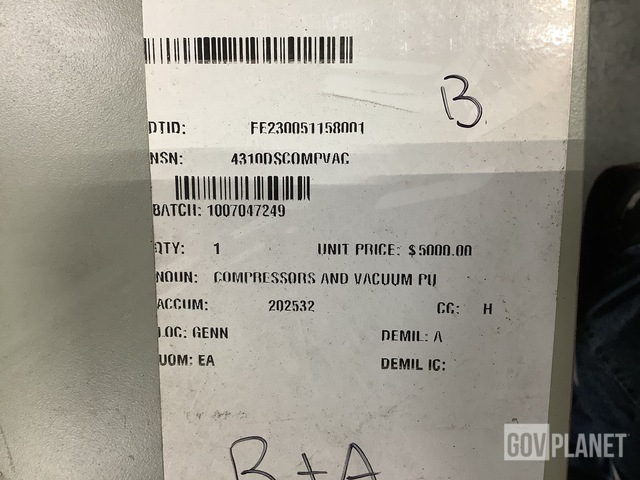 B
DTID: FE230051158001
NSN: 4310DSCOMPVAC
BATCH: 1007047249
QTY: 1 UNIT PRICE: $5000.00
NOUN: COMPRESSORS AND VACUUM PU
ACCUM: 202532 CC: H
LOC: GENN DEMIL: A
UOM: EA DEMIL IC:
B+A
GOVPLANET